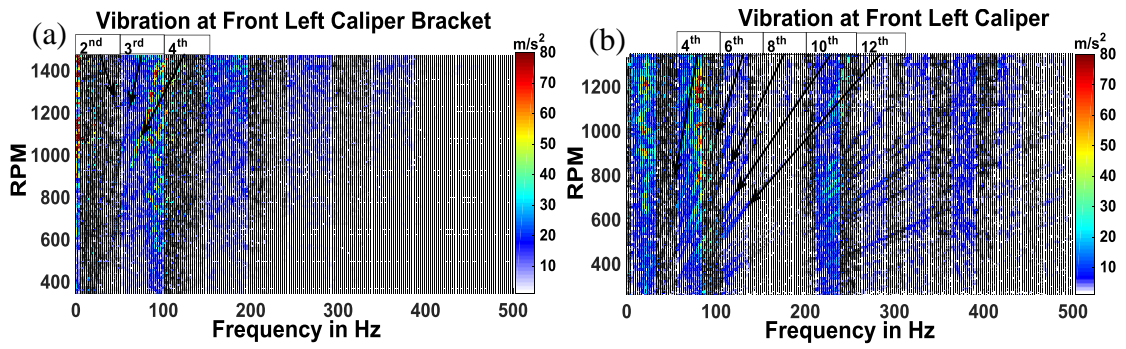 (a)
Vibration at Front Left Caliper Bracket
2nd 3rd 4th
m/s2
80
70
60
50
40
30
20
10
RPM
1400
1200
1000
800
600
400
0 100 200 300 400 500
Frequency in Hz
(b)
Vibration at Front Left Caliper
4th 6th 8th 10th 12th
m/s2
80
70
60
50
40
30
20
10
RPM
1200
1000
800
600
400
0 100 200 300 400 500
Frequency in Hz